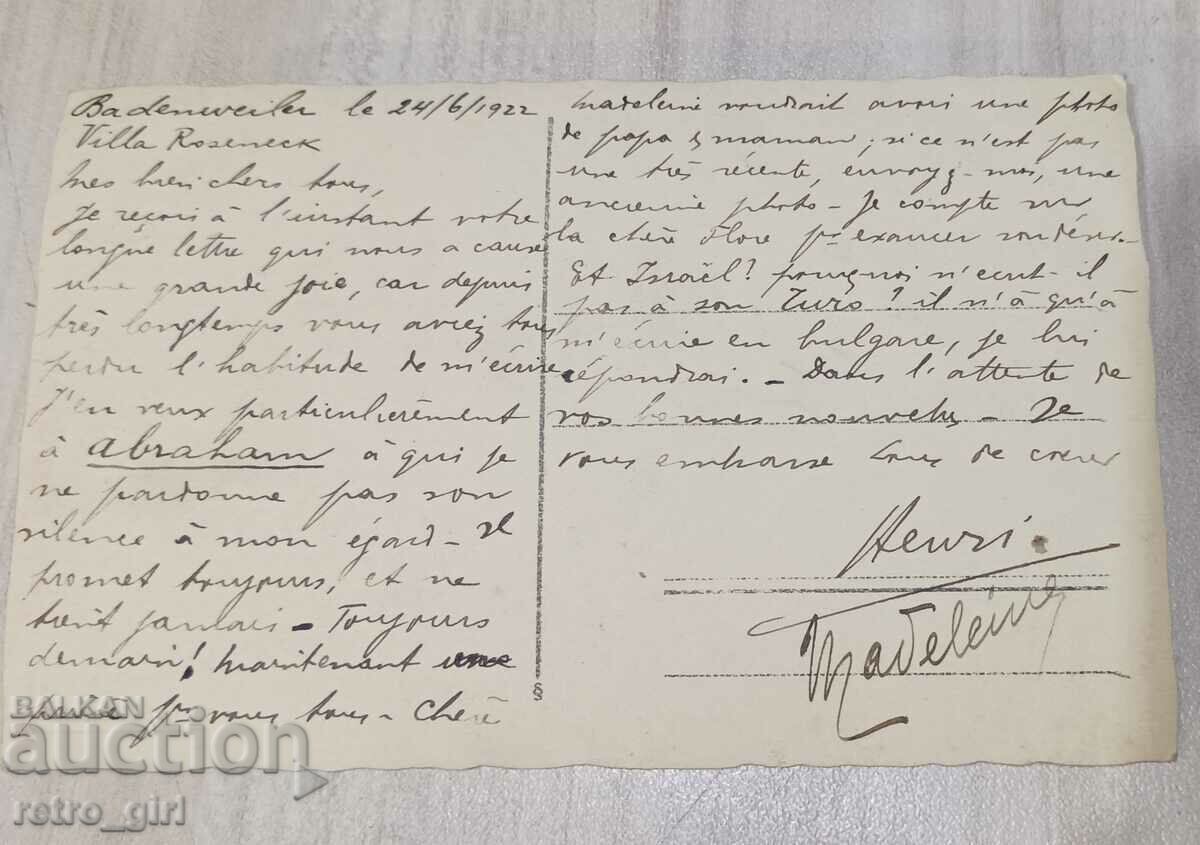 Badenweiler le 24/6/1922
Villa Roseneck
Mes bien chers tous,
Je reçois à l'instant votre
longue lettre qui nous a causé
une grande joie, car depuis
très longtemps vous aviez tous
perdu l'habitude de m'écrire
J'en veux particulièrement
à Abraham à qui je
ne pardonne pas son
silence à mon égard - Il
promet toujours, et ne
tient jamais - Toujours
demain! Maintenant une
prière pr vous tous - Chère
Madeleine voudrait avoir une photo
de papa & maman; si ce n'est pas
une très récente, envoyez-moi, une
ancienne photo - Je compte sur
la chère Flore pr exaucer son désir.
Et Israël? pourquoi n'écrit-il
pas à son ? il n'a qu'à
m'écrire en bulgare, je lui
répondrai. - Dans l'attente de
vos bonnes nouvelles - Je
vous embrasse tous de coeur
Henri.
Madeleine
§
BALKAN
auction
retro_girl